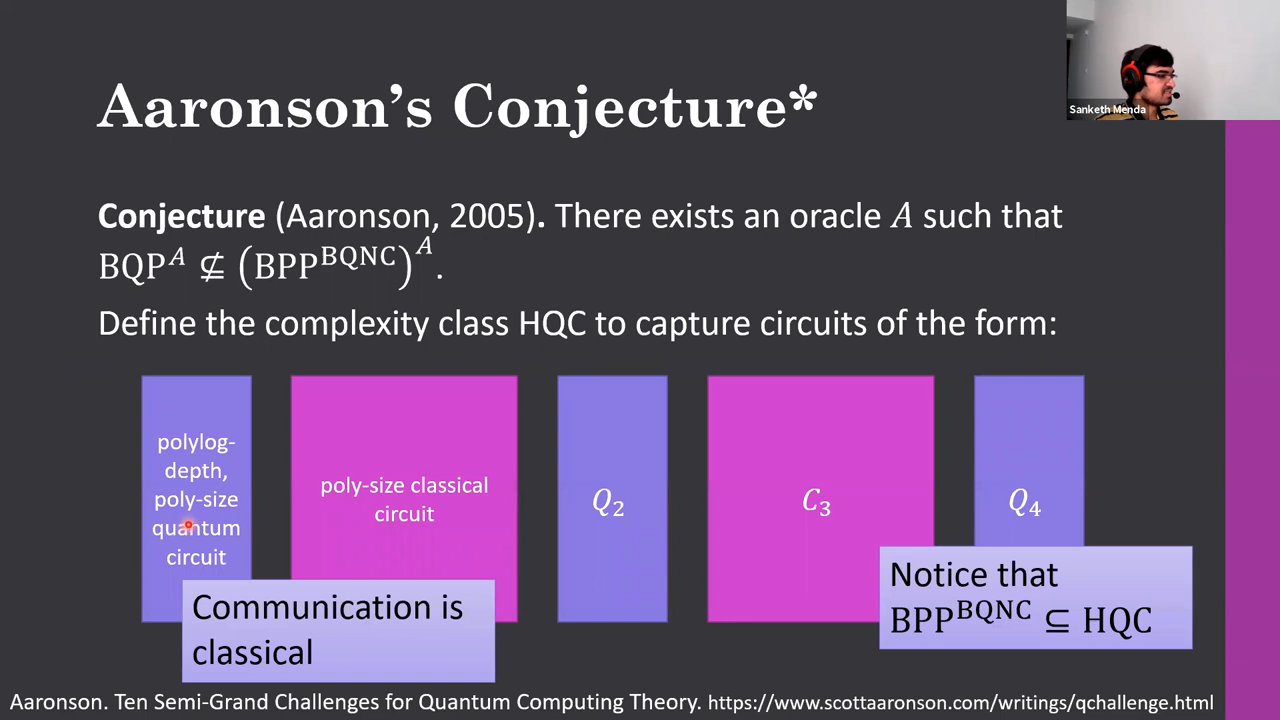 Sanketh Menda
Aaronson's Conjecture*
Conjecture (Aaronson, 2005). There exists an oracle A such that
BQP^A ⊈ (BPP^BQNC)^A.
Define the complexity class HQC to capture circuits of the form:
polylog-
depth,
poly-size
quantum
circuit
poly-size classical
circuit
Q₂
C₃
Q₄
Communication is
classical
Notice that
BPP^BQNC ⊆ HQC
Aaronson. Ten Semi-Grand Challenges for Quantum Computing Theory. https://www.scottaaronson.com/writings/qchallenge.html